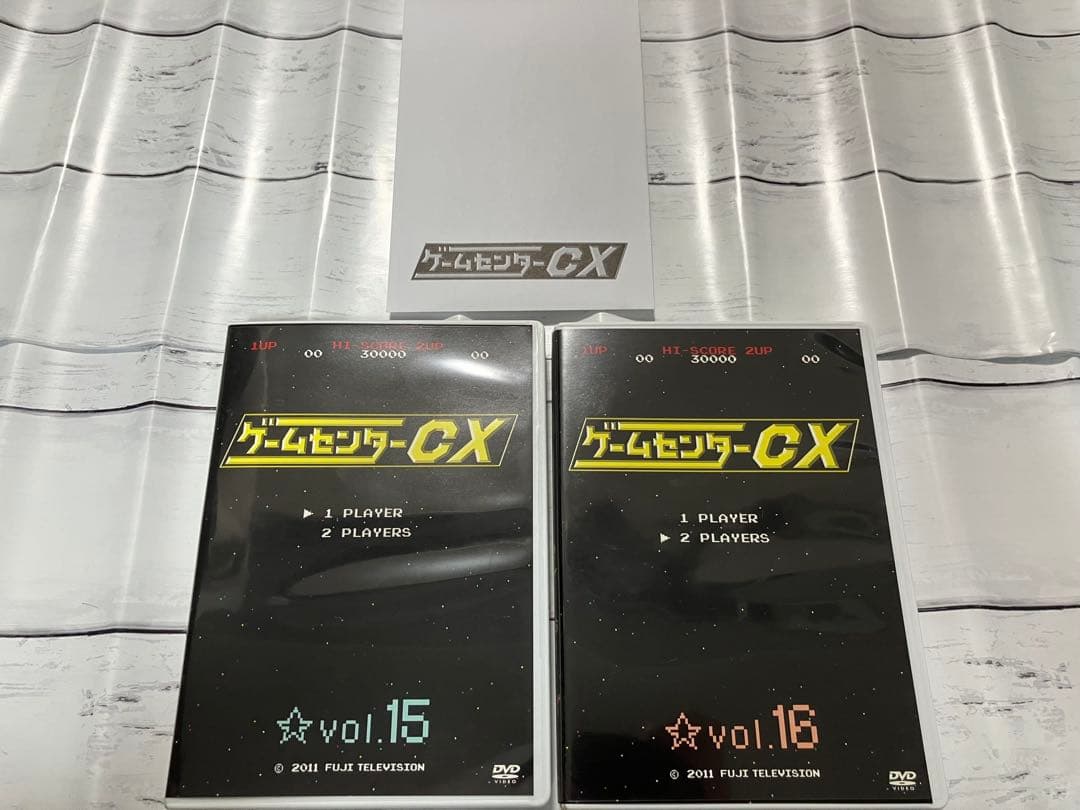 ゲームセンターCX
1UP HI-SCORE 2UP
00 30000 00
ゲームセンターCX
▶ 1 PLAYER
2 PLAYERS
☆vol.15
© 2011 FUJI TELEVISION
DVD
VIDEO
1UP HI-SCORE 2UP
00 30000 00
ゲームセンターCX
1 PLAYER
▶ 2 PLAYERS
☆vol.16
© 2011 FUJI TELEVISION
DVD
VIDEO